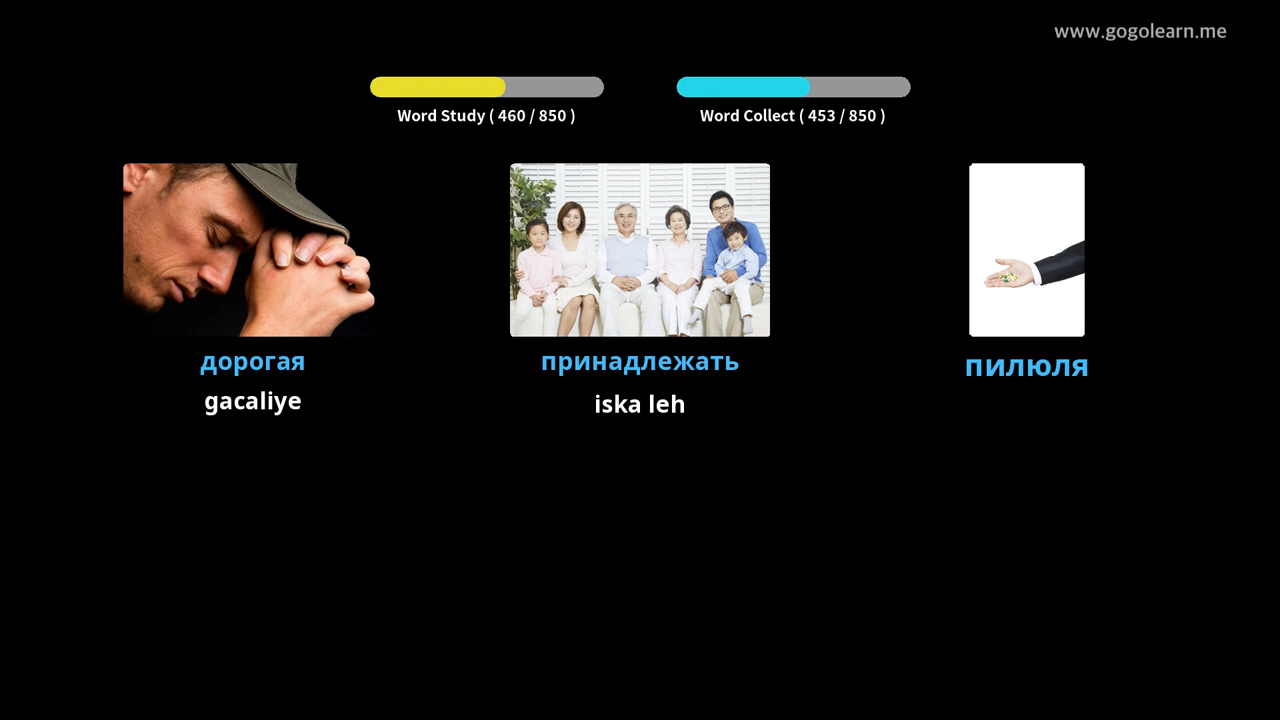 www.gogolearn.me
Word Study ( 460 / 850 )
Word Collect ( 453 / 850 )
дорогая
gacaliye
принадлежать
iska leh
пилюля